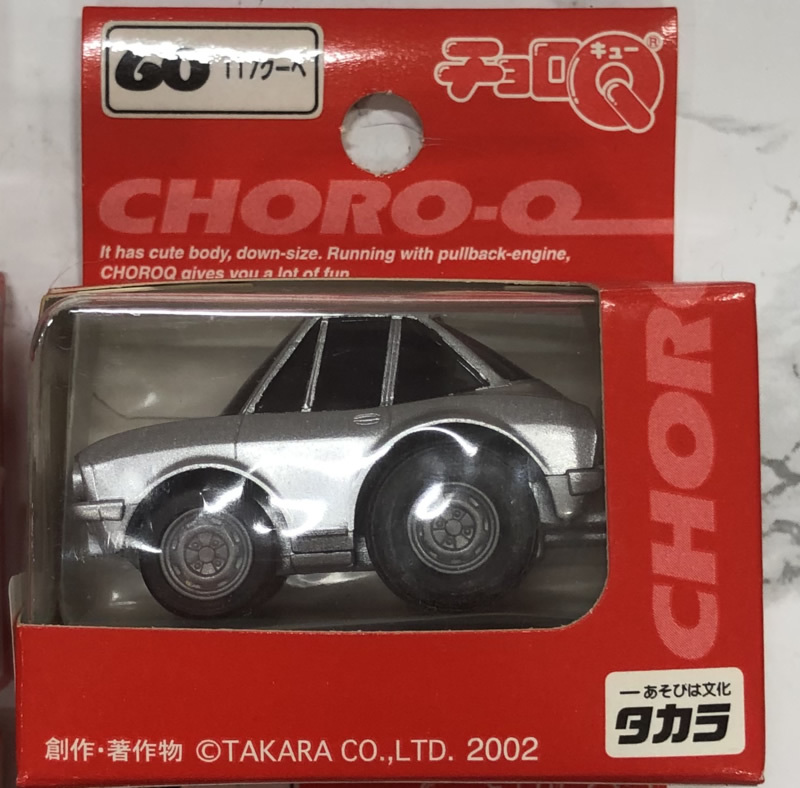 60 117クーペ
チョロQ キュー ®
CHORO-Q
It has cute body, down-size. Running with pullback-engine,
CHOROQ gives you a lot of fun
CHOR
ー あそびは文化
タカラ
創作・著作物 ©TAKARA CO.,LTD. 2002